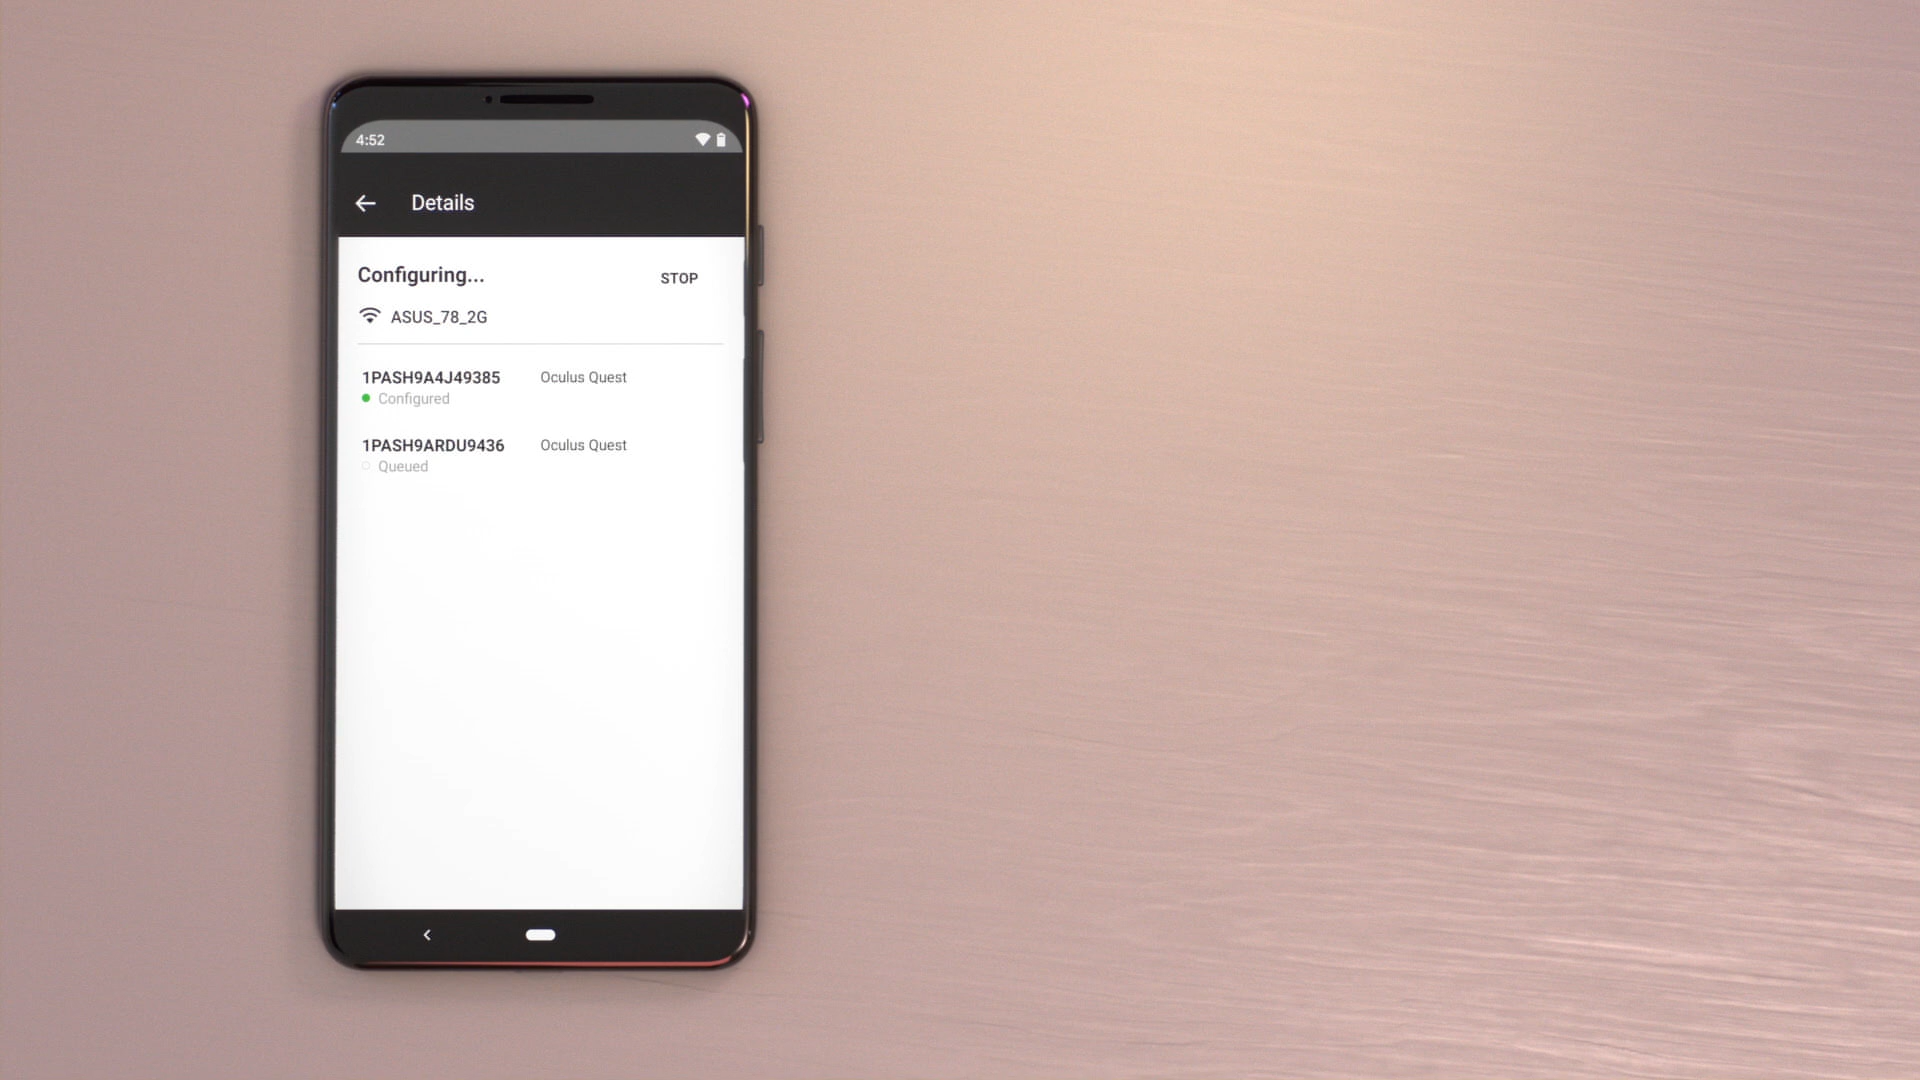 4:52
Details
Configuring...
STOP
ASUS_78_2G
1PASH9A4J49385
Oculus Quest
Configured
1PASH9ARDU9436
Oculus Quest
Queued